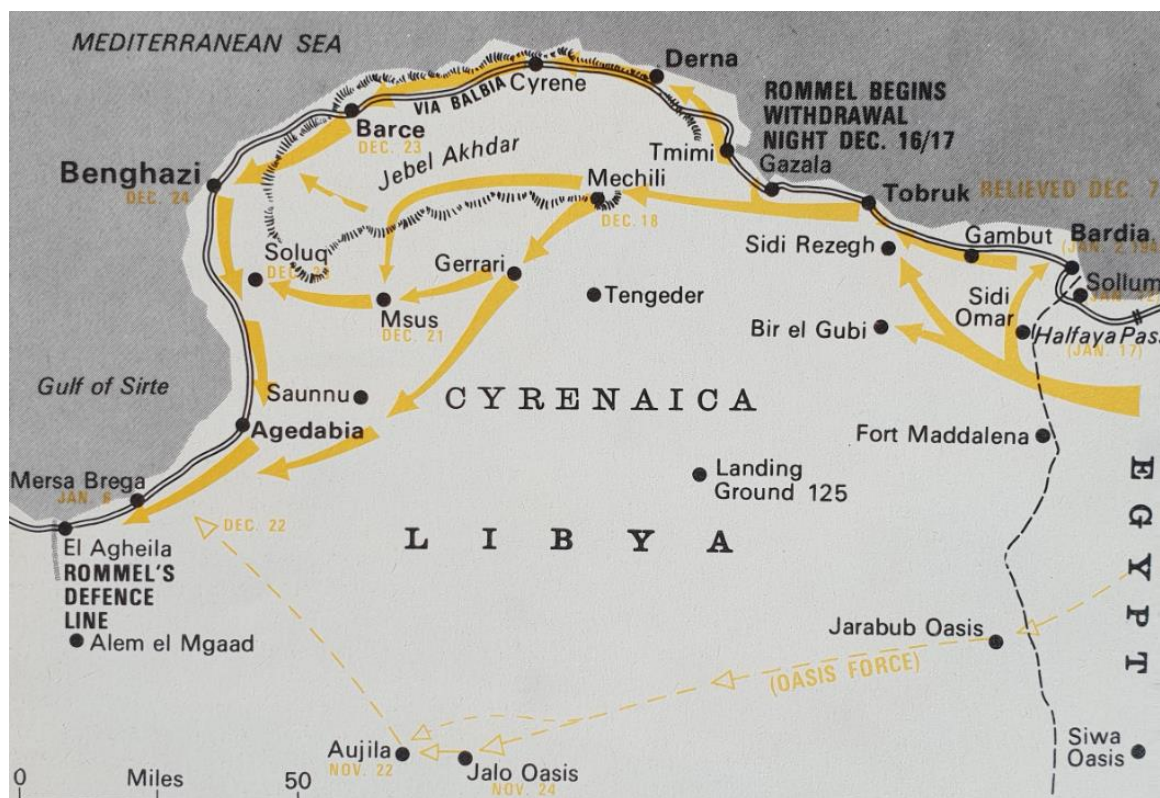 MEDITERRANEAN SEA
Derna
Cyrene
VIA BALBIA
ROMMEL BEGINS
WITHDRAWAL
NIGHT DEC. 16/17
Barce
DEC. 23
Tmimi
Gazala
Jebel Akhdar
Benghazi
DEC. 24
Mechili
DEC. 18
Tobruk
RELIEVED DEC. 7
Sidi Rezegh
Gambut
Bardia
(JAN. 2, 194
Soluq
Gerrari
Sollum
Tengeder
Sidi
Omar
Msus
DEC. 21
Bir el Gubi
Halfaya Pass
(JAN. 17)
Gulf of Sirte
Saunnu
CYRENAICA
Agedabia
Fort Maddalena
Mersa Brega
JAN. 6
Landing
Ground 125
EGYPT
DEC. 22
LIBYA
El Agheila
ROMMEL'S
DEFENCE
LINE
Alem el Mgaad
Jarabub Oasis
(OASIS FORCE)
Aujila
NOV. 22
Jalo Oasis
NOV. 24
Siwa
Oasis
0 Miles 50